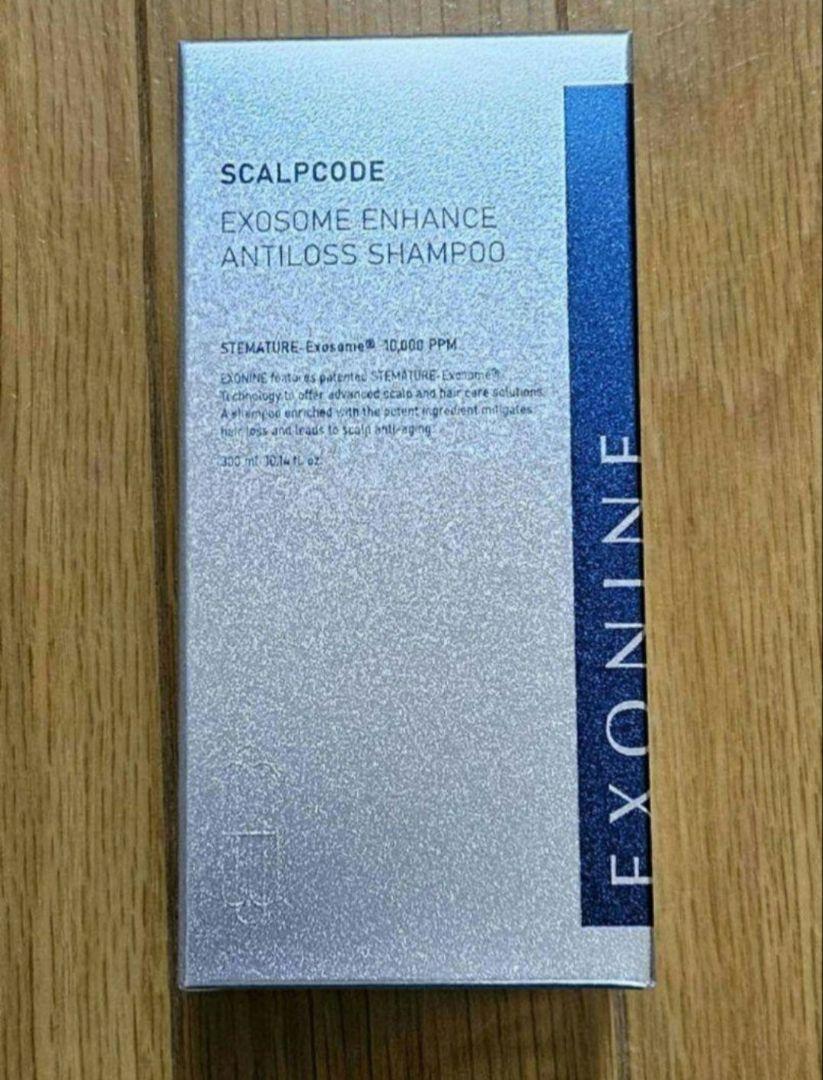 SCALPCODE
EXOSOME ENHANCE
ANTILOSS SHAMPOO
STEMATURE-Exosome® 10,000 PPM
EXONINE features patented STEMATURE-Exosome®
Technology to offer advanced scalp and hair care solutions.
A shampoo enriched with the potent ingredient mitigates
hair loss and leads to scalp anti-aging.
300 ml 10.14 fl. oz.
EXONINE